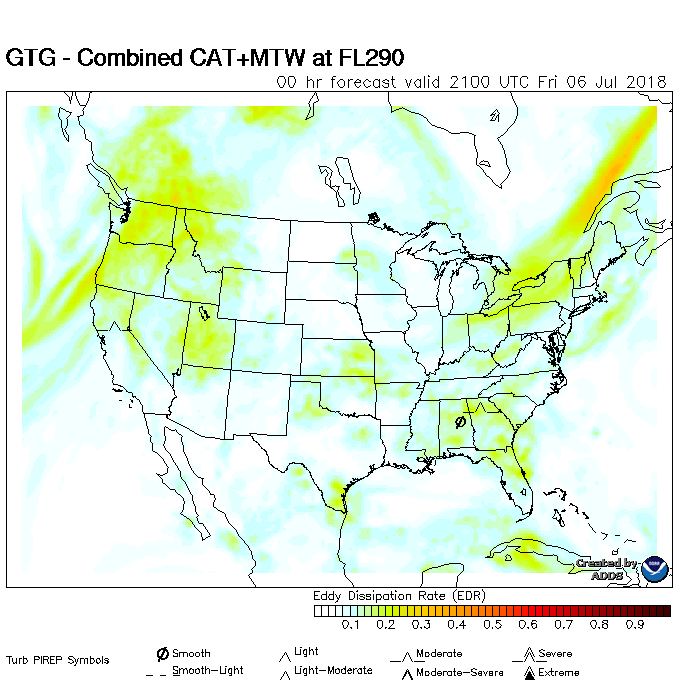 GTG - Combined CAT+MTW at FL290
00 hr forecast valid 2100 UTC Fri 06 Jul 2018
Created by
ADDS
Eddy Dissipation Rate (EDR)
0.1 0.2 0.3 0.4 0.5 0.6 0.7 0.8 0.9
Turb PIREP Symbols
Smooth
Light
Moderate
Severe
Smooth-Light
Light-Moderate
Moderate-Severe
Extreme